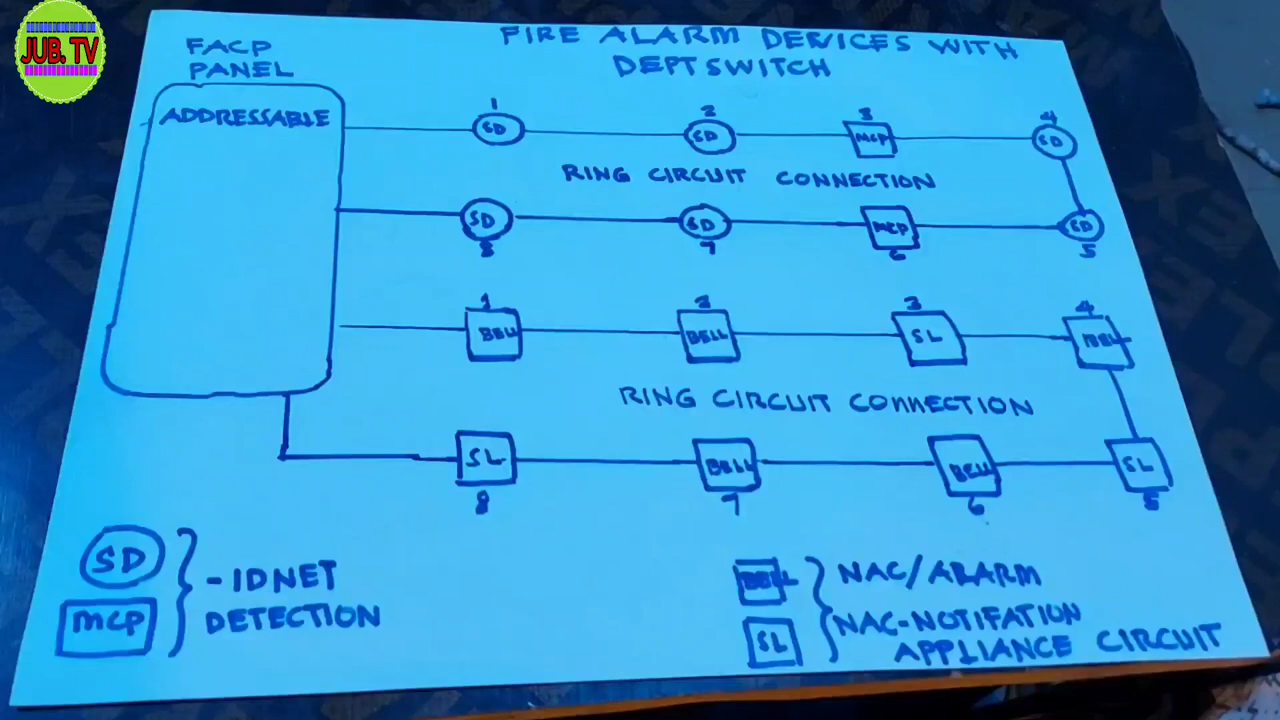 JUB.TV
FACP
PANEL
FIRE ALARM DEVICES WITH
DEPTSWITCH
ADDRESSABLE
1 2 3 4
SD SD MCP SD
RING CIRCUIT CONNECTION
SD SD MCP SD
8 7 6 5
1 2 3 4
BELL BELL SL BELL
RING CIRCUIT CONNECTION
SL BELL BELL SL
8 7 6 5
SD
MCP
-IDNET
DETECTION
BELL
SL
NAC/ALARM
NAC-NOTIFATION
APPLIANCE CIRCUIT